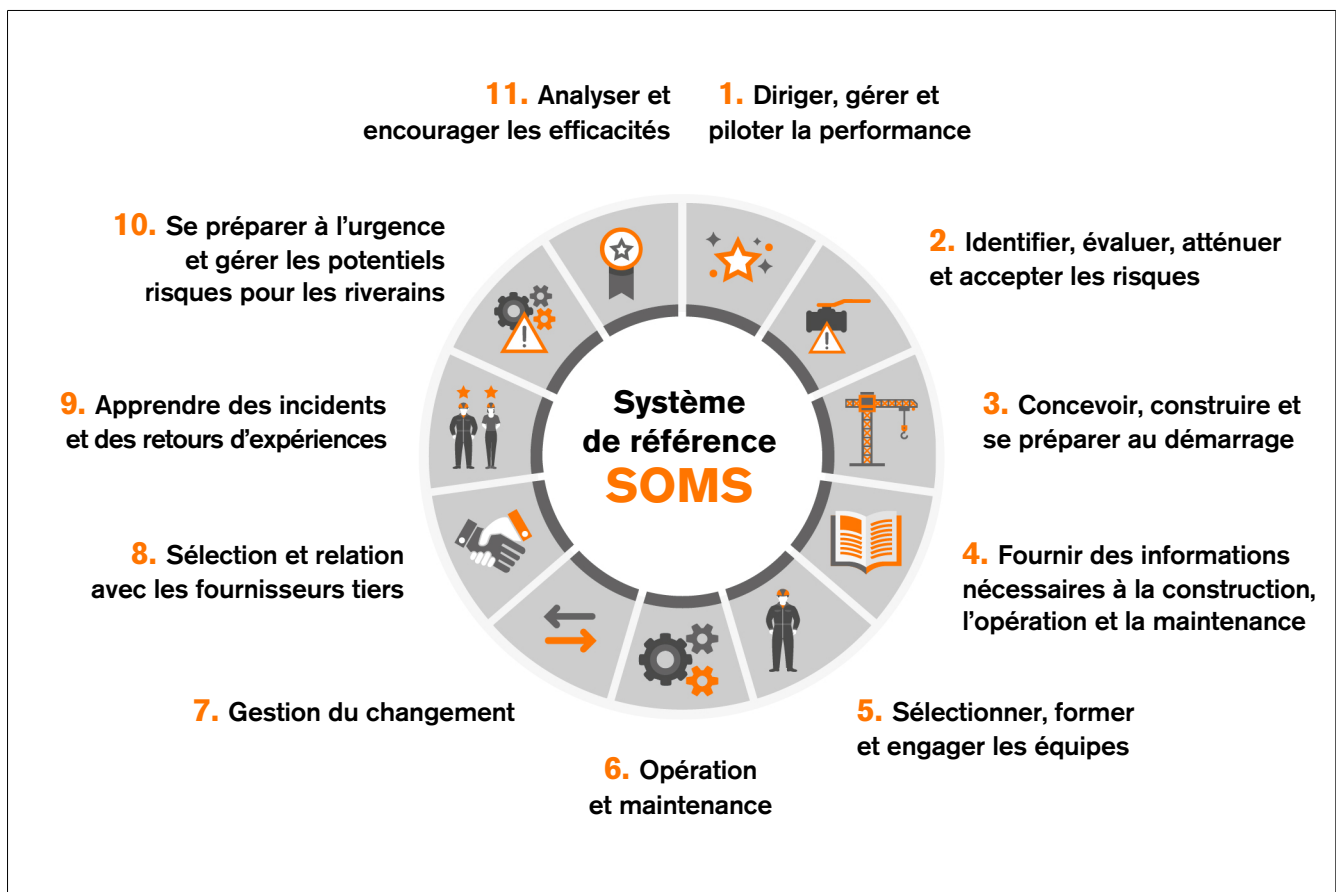 Système
de référence
SOMS
1. Diriger, gérer et
piloter la performance
2. Identifier, évaluer, atténuer
et accepter les risques
3. Concevoir, construire et
se préparer au démarrage
4. Fournir des informations
nécessaires à la construction,
l’opération et la maintenance
5. Sélectionner, former
et engager les équipes
6. Opération
et maintenance
7. Gestion du changement
8. Sélection et relation
avec les fournisseurs tiers
9. Apprendre des incidents
et des retours d’expériences
10. Se préparer à l’urgence
et gérer les potentiels
risques pour les riverains
11. Analyser et
encourager les efficacités